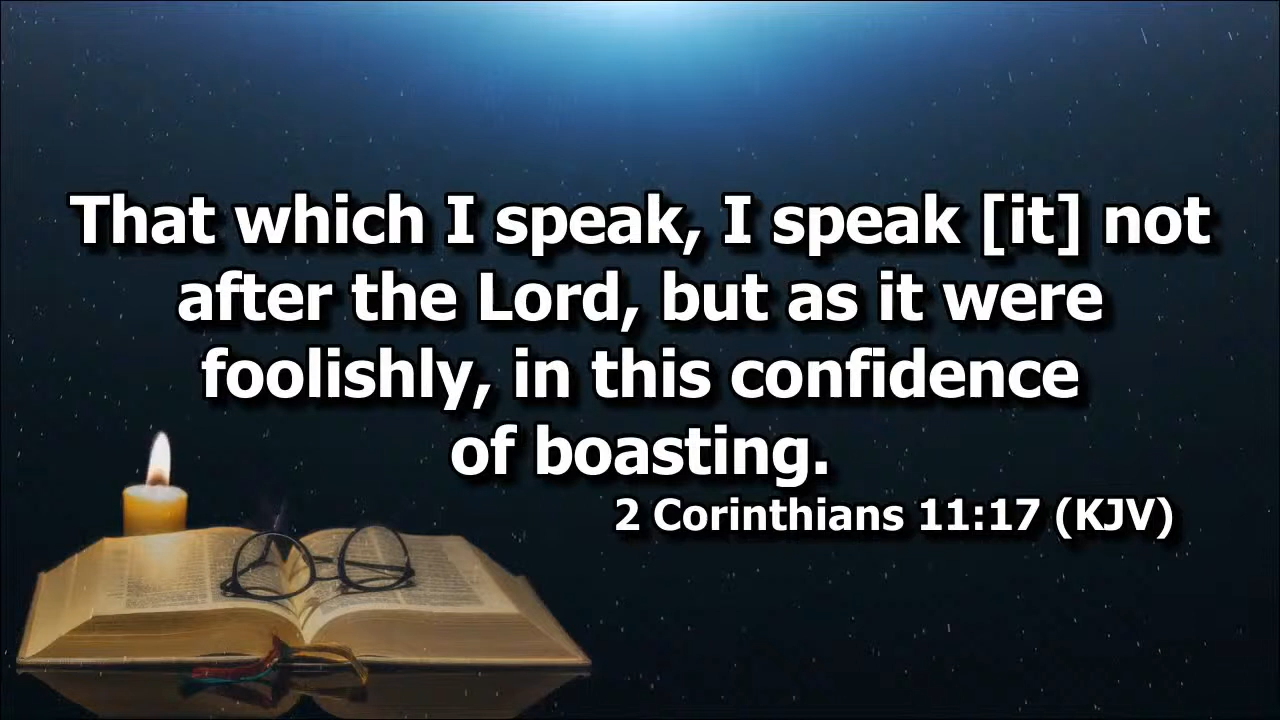 That which I speak, I speak [it] not
after the Lord, but as it were
foolishly, in this confidence
of boasting.
2 Corinthians 11:17 (KJV)